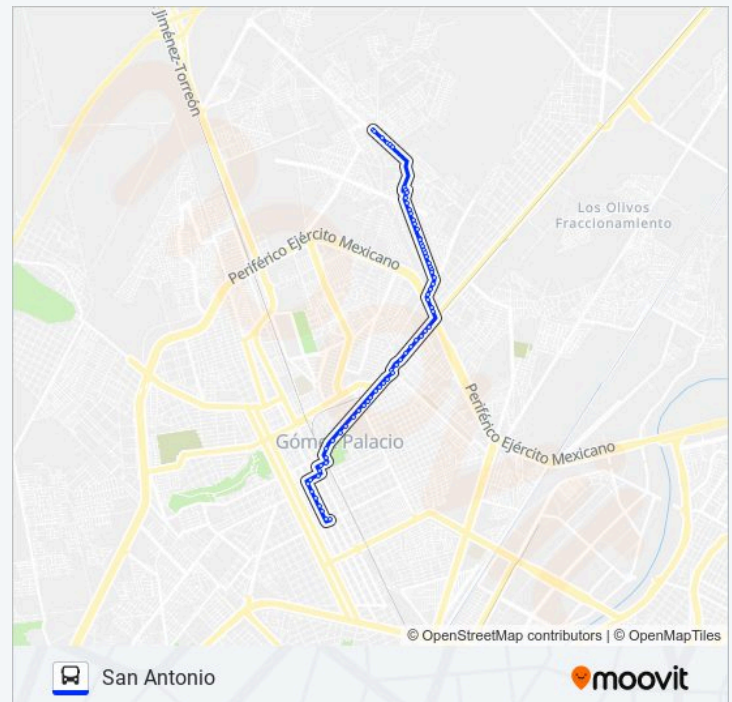 Jiménez-Torreón
Los Olivos
Fraccionamiento
Periférico Ejército Mexicano
Gómez Palacio
Periférico Ejército Mexicano
© OpenStreetMap contributors | © OpenMapTiles
San Antonio
moovit